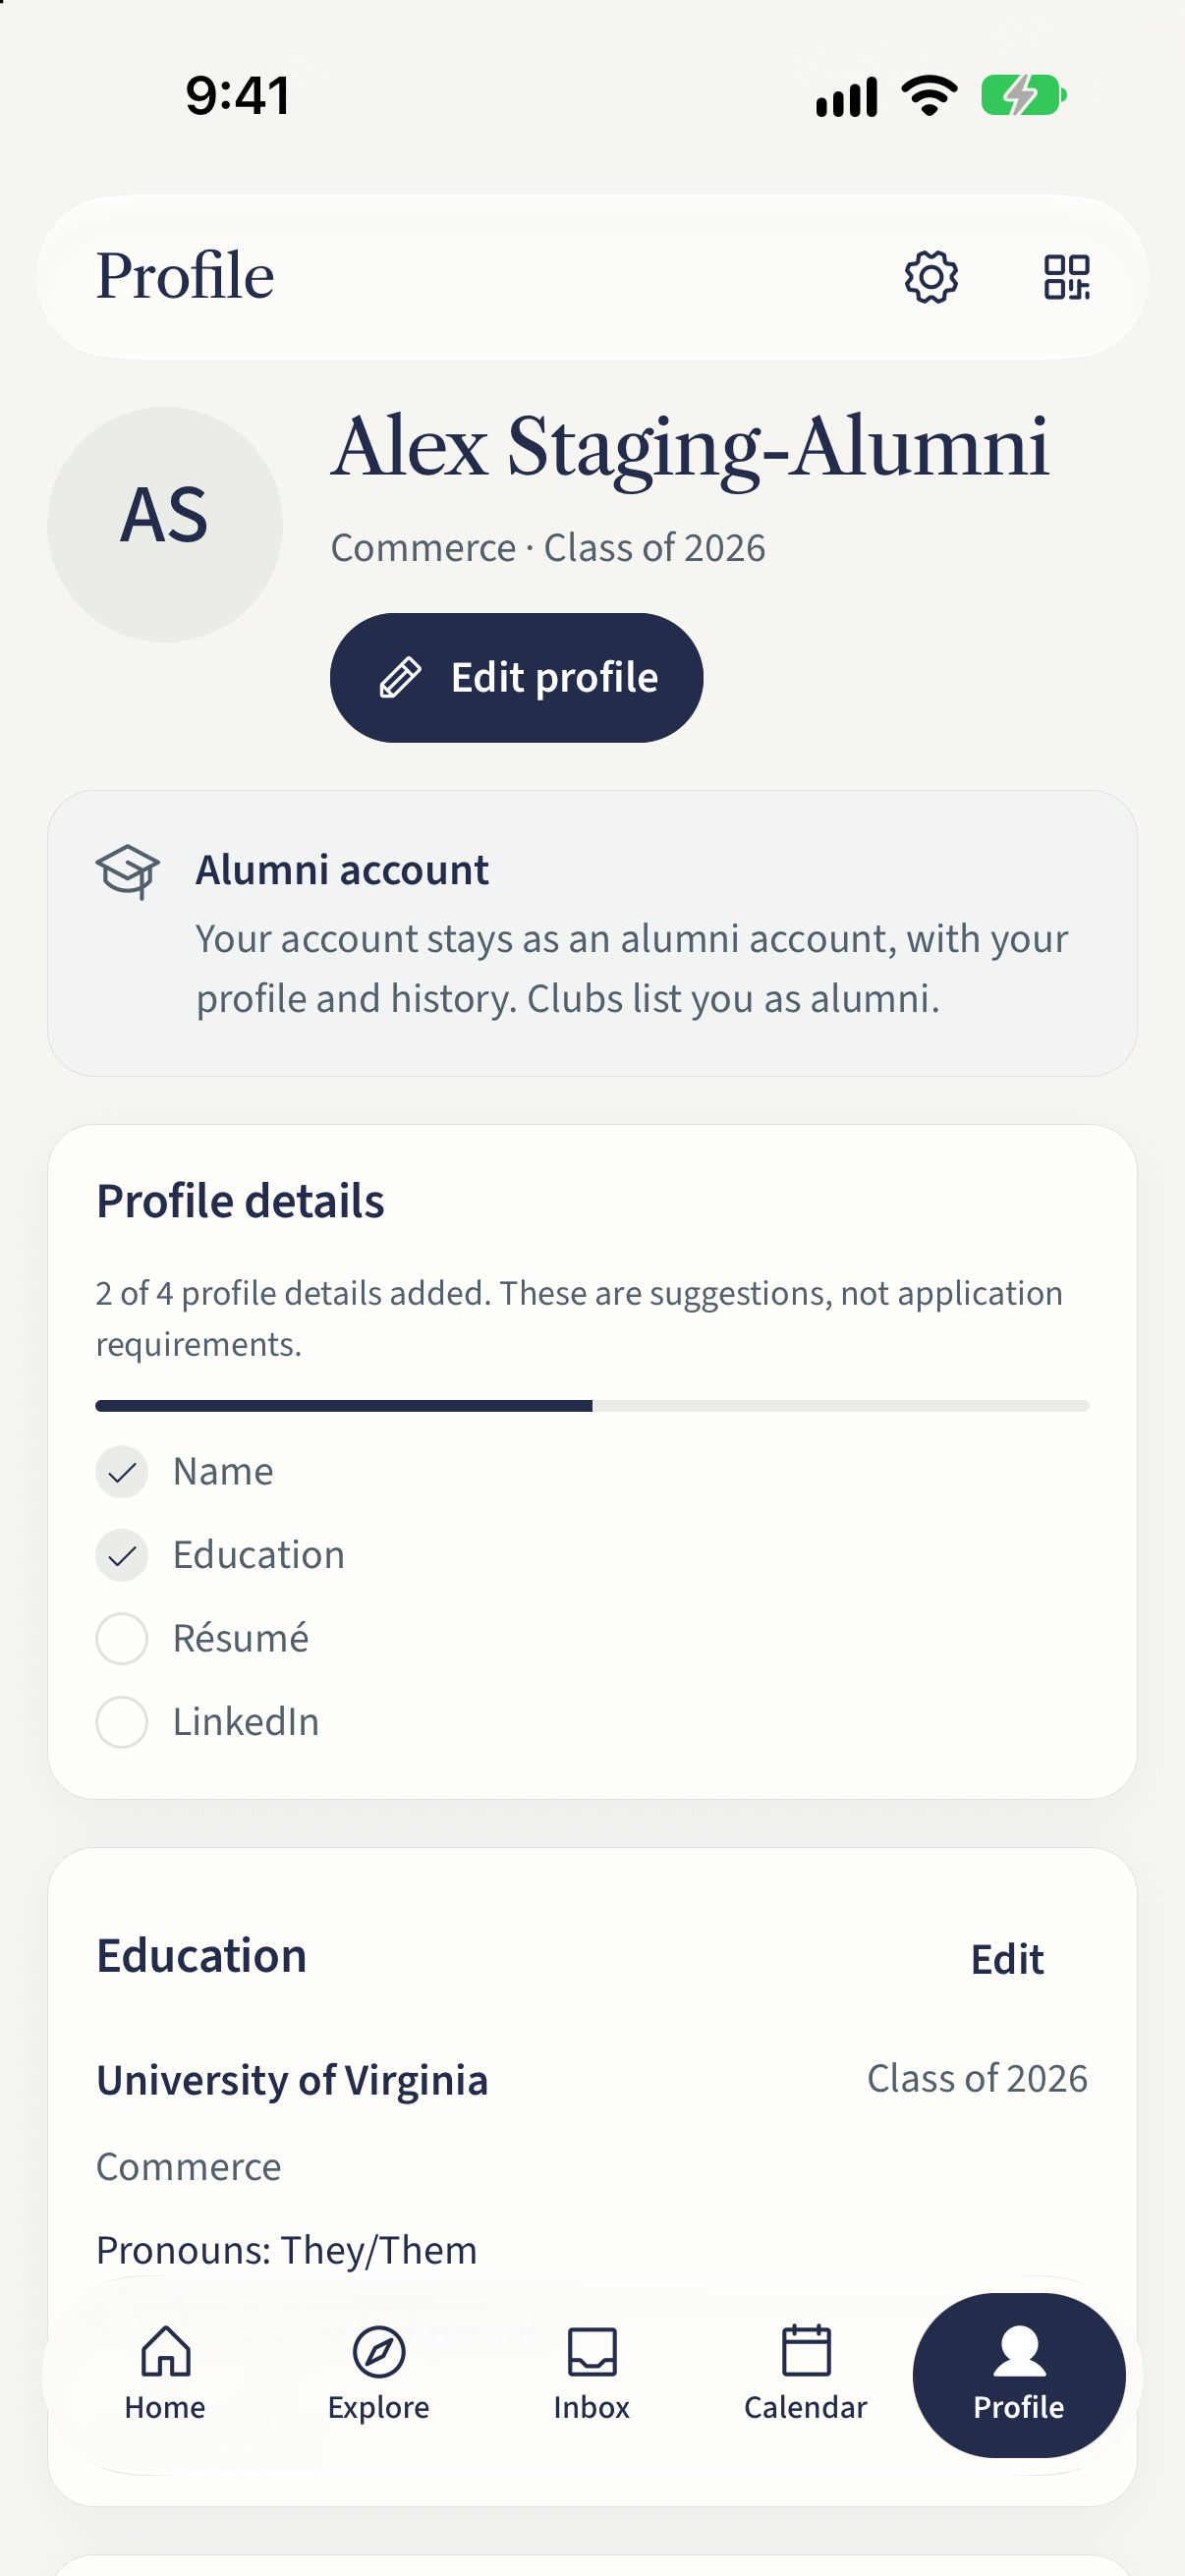 9:41
Profile
AS
Alex Staging-Alumni
Commerce · Class of 2026
Edit profile
Alumni account
Your account stays as an alumni account, with your
profile and history. Clubs list you as alumni.
Profile details
2 of 4 profile details added. These are suggestions, not application
requirements.
Name
Education
Résumé
LinkedIn
Education
Edit
University of Virginia
Class of 2026
Commerce
Pronouns: They/Them
Home
Explore
Inbox
Calendar
Profile